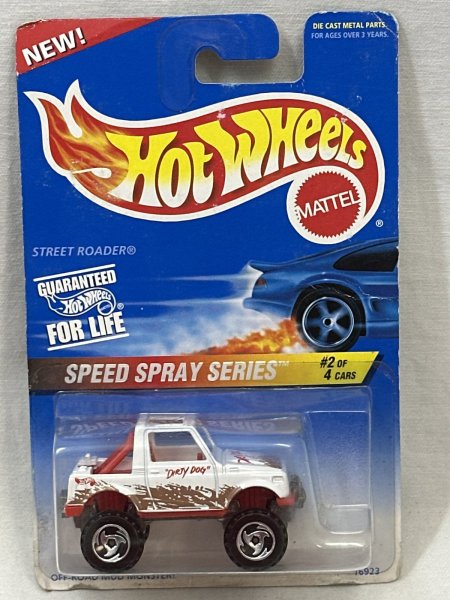 NEW!
DIE CAST METAL PARTS.
FOR AGES OVER 3 YEARS.
HOT WHEELS
MATTEL
®
STREET ROADER®
GUARANTEED
Hot Wheels®
FOR LIFE
SPEED SPRAY SERIES™
#2 OF
4 CARS
"DIRTY DOG"
OFF-ROAD MUD MONSTER!
16923